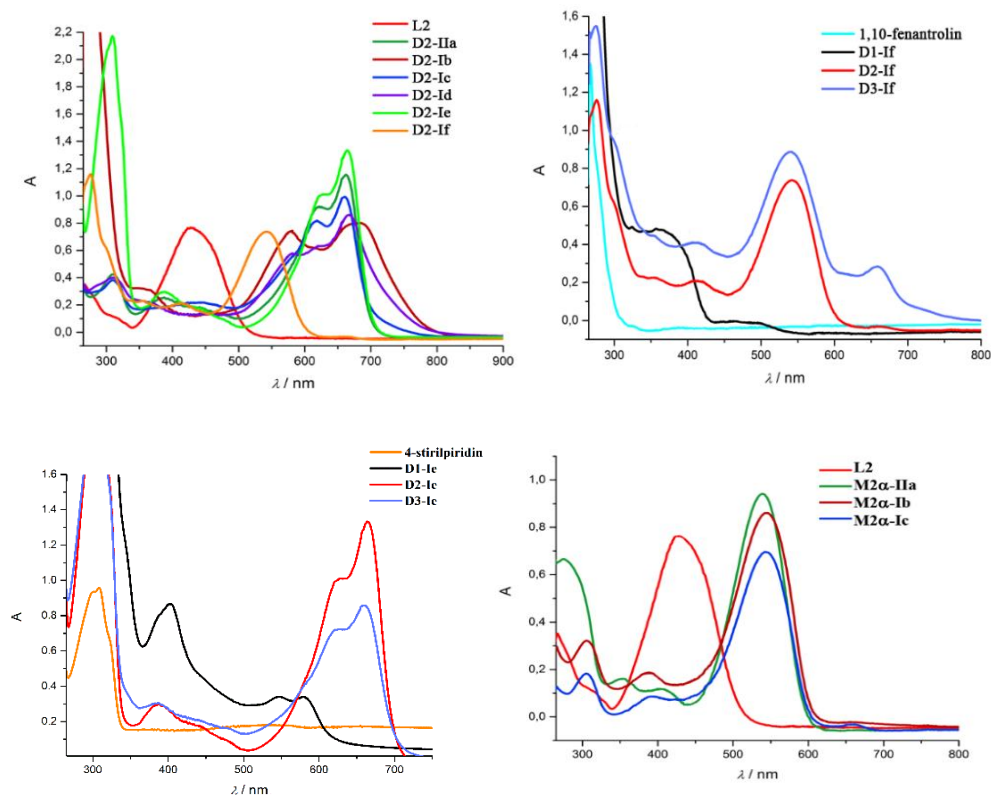 L2
D2-IIa
D2-Ib
D2-Ic
D2-Id
D2-Ie
D2-If
2,2
2,0
1,8
1,6
1,4
1,2
1,0
0,8
0,6
0,4
0,2
0,0
A
300 400 500 600 700 800 900
λ / nm
1,10-fenantrolin
D1-If
D2-If
D3-If
1,6
1,4
1,2
1,0
0,8
0,6
0,4
0,2
0,0
A
300 400 500 600 700 800
λ / nm
4-stirilpiridin
D1-Ie
D2-Ie
D3-Ie
1.6
1.4
1.2
1.0
0.8
0.6
0.4
0.2
A
300 400 500 600 700
λ / nm
L2
M2α-IIa
M2α-Ib
M2α-Ic
1,0
0,8
0,6
0,4
0,2
0,0
A
300 400 500 600 700 800
λ / nm